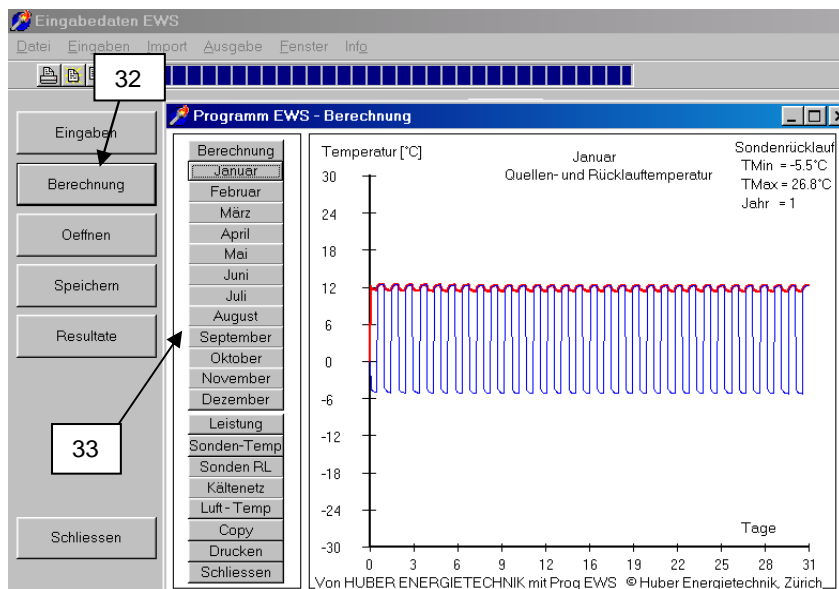 Eingabedaten EWS
Datei Eingaben Import Ausgabe Fenster Info
32
Eingaben
Berechnung
Oeffnen
Speichern
Resultate
33
Schliessen
Programm EWS - Berechnung
Berechnung
Januar
Februar
März
April
Mai
Juni
Juli
August
September
Oktober
November
Dezember
Leistung
Sonden-Temp
Sonden RL
Kältenetz
Luft-Temp
Copy
Drucken
Schliessen
Temperatur [°C]
Januar
Quellen- und Rücklauftemperatur
Sondenrücklauf
TMin = -5.5°C
TMax = 26.8°C
Jahr = 1
30
24
18
12
6
0
-6
-12
-18
-24
-30
Tage
0 3 6 9 12 16 19 22 25 28 31
Von HUBER ENERGIETECHNIK mit Prog EWS © Huber Energietechnik, Zürich